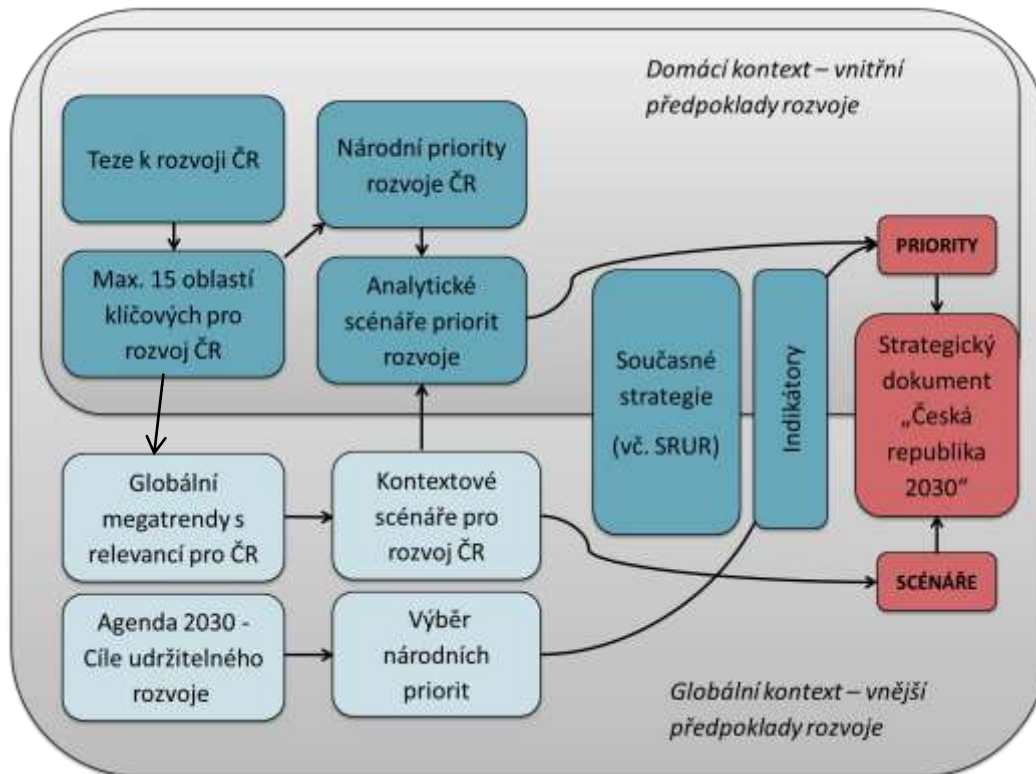 Domácí kontext – vnitřní
předpoklady rozvoje
Teze k rozvoji ČR
Národní priority
rozvoje ČR
Max. 15 oblastí
klíčových pro
rozvoj ČR
Analytické
scénáře priorit
rozvoje
Současné
strategie
(vč. SRUR)
Indikátory
PRIORITY
Strategický
dokument
„Česká
republika
2030“
SCÉNÁŘE
Globální
megatrendy s
relevancí pro ČR
Kontextové
scénáře pro
rozvoj ČR
Agenda 2030 -
Cíle udržitelného
rozvoje
Výběr
národních
priorit
Globální kontext – vnější
předpoklady rozvoje